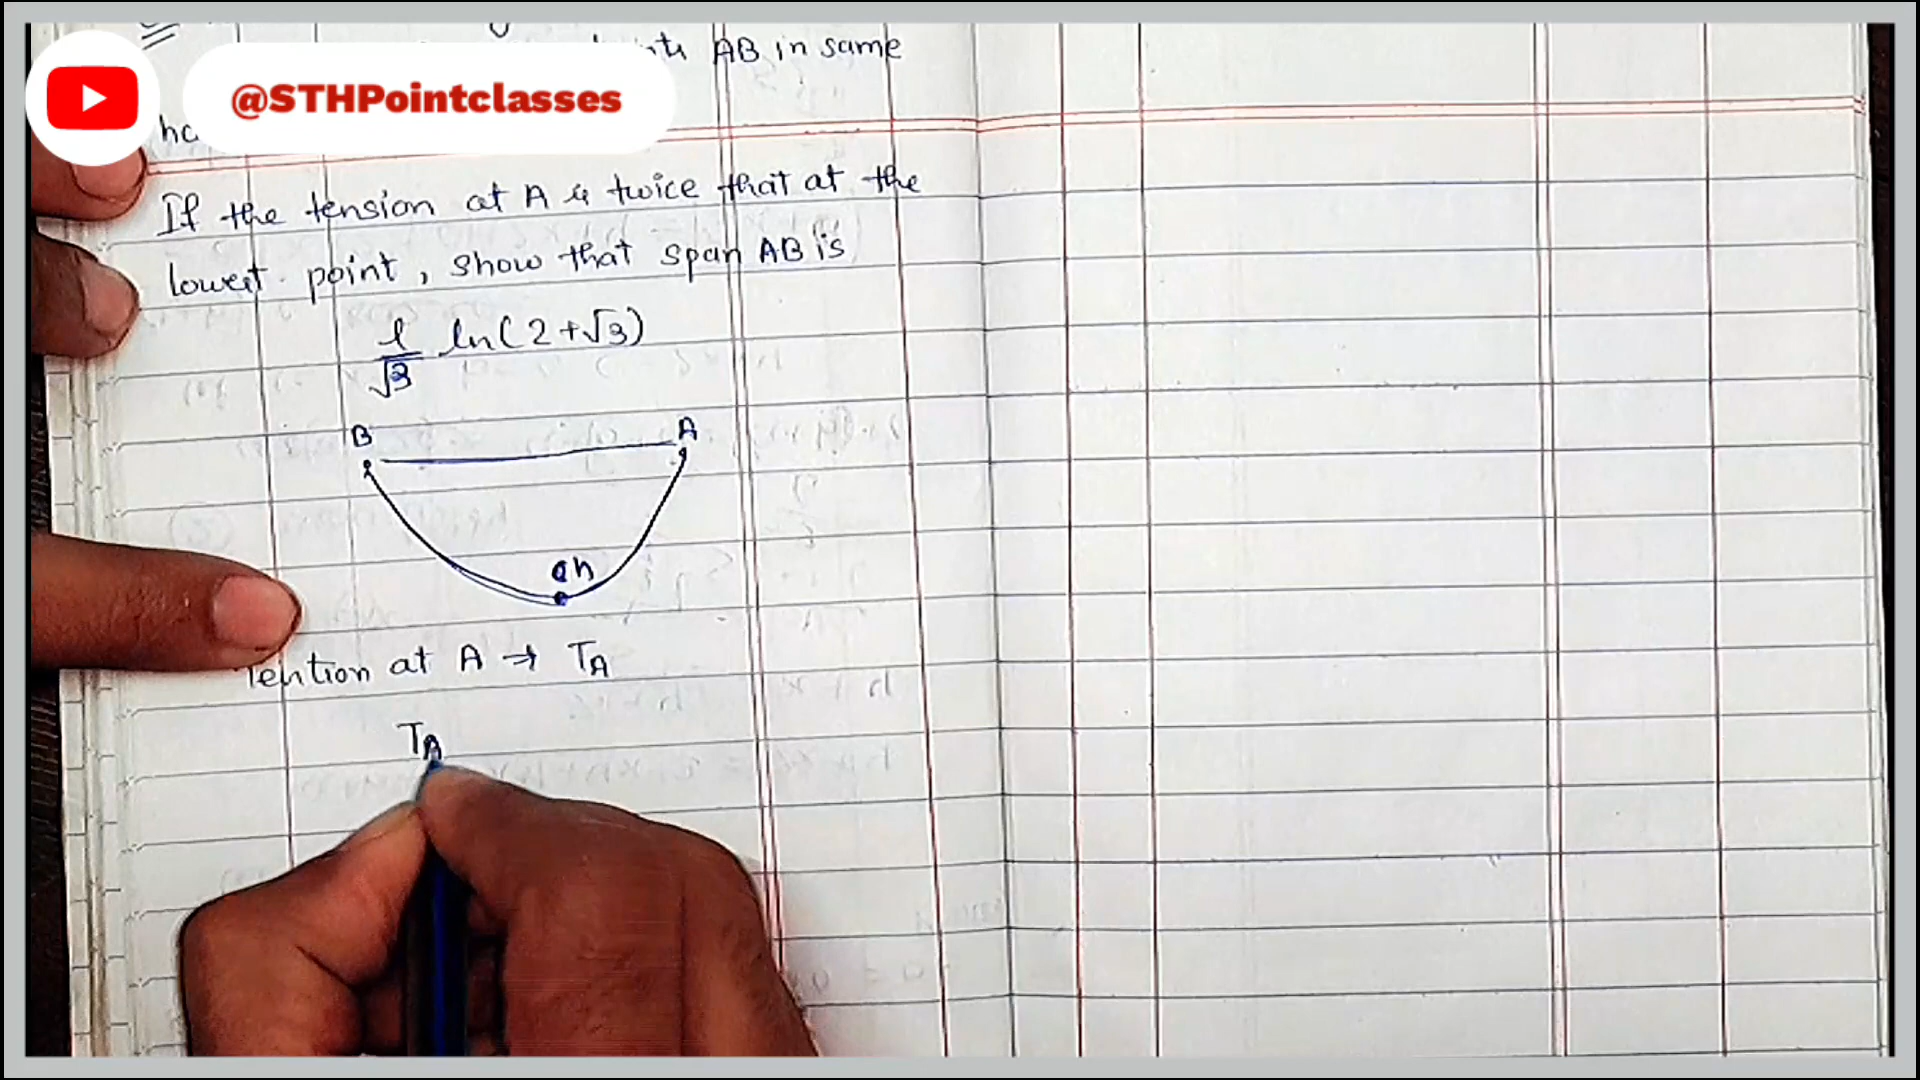 AB in same
@STHPointclasses
If the tension at A is twice that at the
lowest point, show that span AB is
l/√3 ln(2+√3)
B A
Tention at A → TA
TA